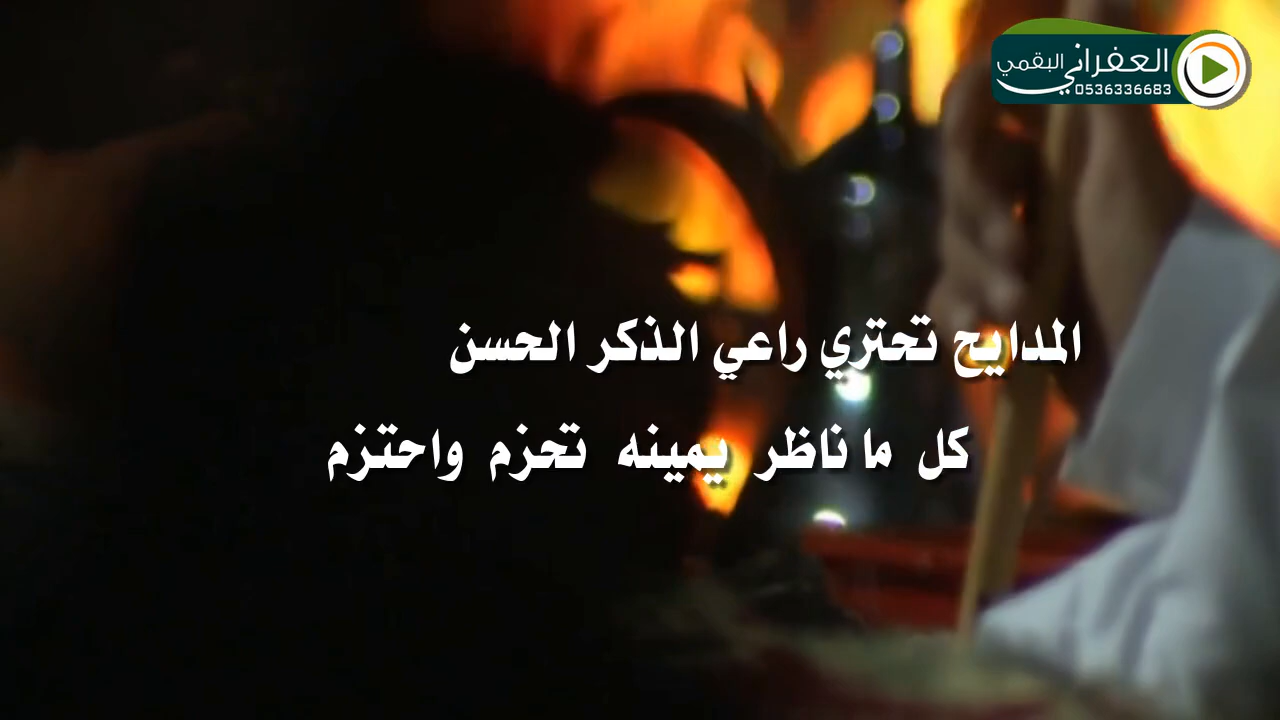 العفراني البقمي
0536336683
المدايح تحتري راعي الذكر الحسن
كل ما ناظر يمينه تحزم واحتزم